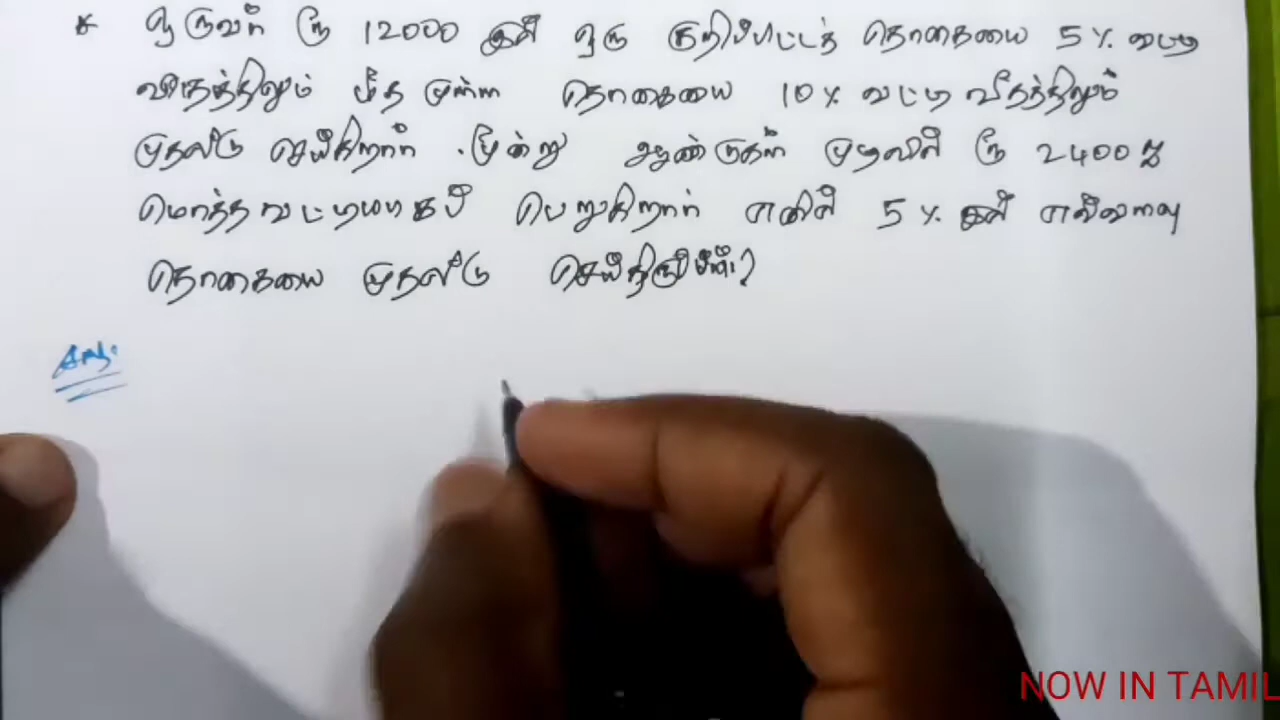 * ஒருவர் ரூ 12000 இல் ஒரு குறிப்பிட்டத் தொகையை 5% வட்டி
வீதத்திலும் மீத முள்ள தொகையை 10% வட்டி வீதத்திலும்
முதலீடு செய்கிறார். மூன்று ஆண்டுகள் முடிவில் ரூ 2400 ஐ
மொத்த வட்டியாகப் பெறுகிறார் எனில் 5% இல் எவ்வளவு
தொகையை முதலீடு செய்திருப்பார்?
Ans:
NOW IN TAMIL